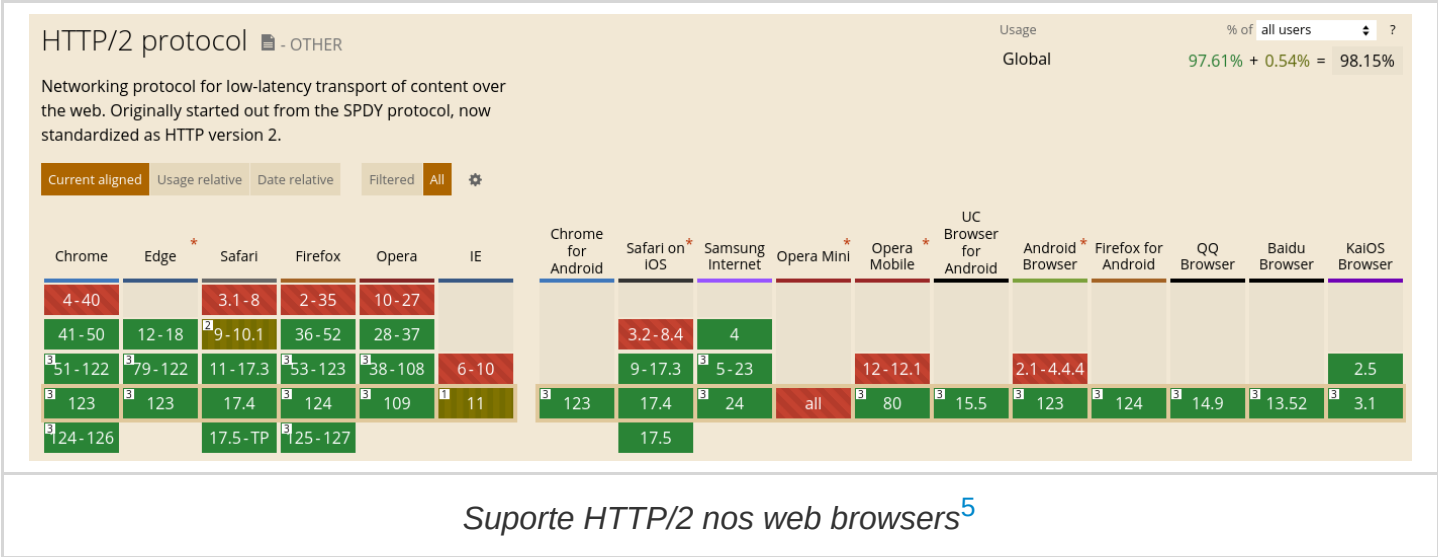 HTTP/2 protocol - OTHER
Usage % of all users ?
Global 97.61% + 0.54% = 98.15%
Networking protocol for low-latency transport of content over
the web. Originally started out from the SPDY protocol, now
standardized as HTTP version 2.
Current aligned Usage relative Date relative Filtered All
Chrome Edge * Safari Firefox Opera IE Chrome for Android Safari on iOS * Samsung Internet Opera Mini * Opera Mobile * UC Browser for Android Android Browser * Firefox for Android QQ Browser Baidu Browser KaiOS Browser
4-40 3.1-8 2-35 10-27
41-50 12-18 2 9-10.1 36-52 28-37 3.2-8.4 4
3 51-122 3 79-122 11-17.3 3 53-123 3 38-108 6-10 9-17.3 3 5-23 12-12.1 2.1-4.4.4 2.5
3 123 3 123 17.4 3 124 3 109 1 11 3 123 17.4 3 24 all 3 80 3 15.5 3 123 3 124 3 14.9 3 13.52 3 3.1
3 124-126 17.5-TP 3 125-127 17.5
Suporte HTTP/2 nos web browsers5